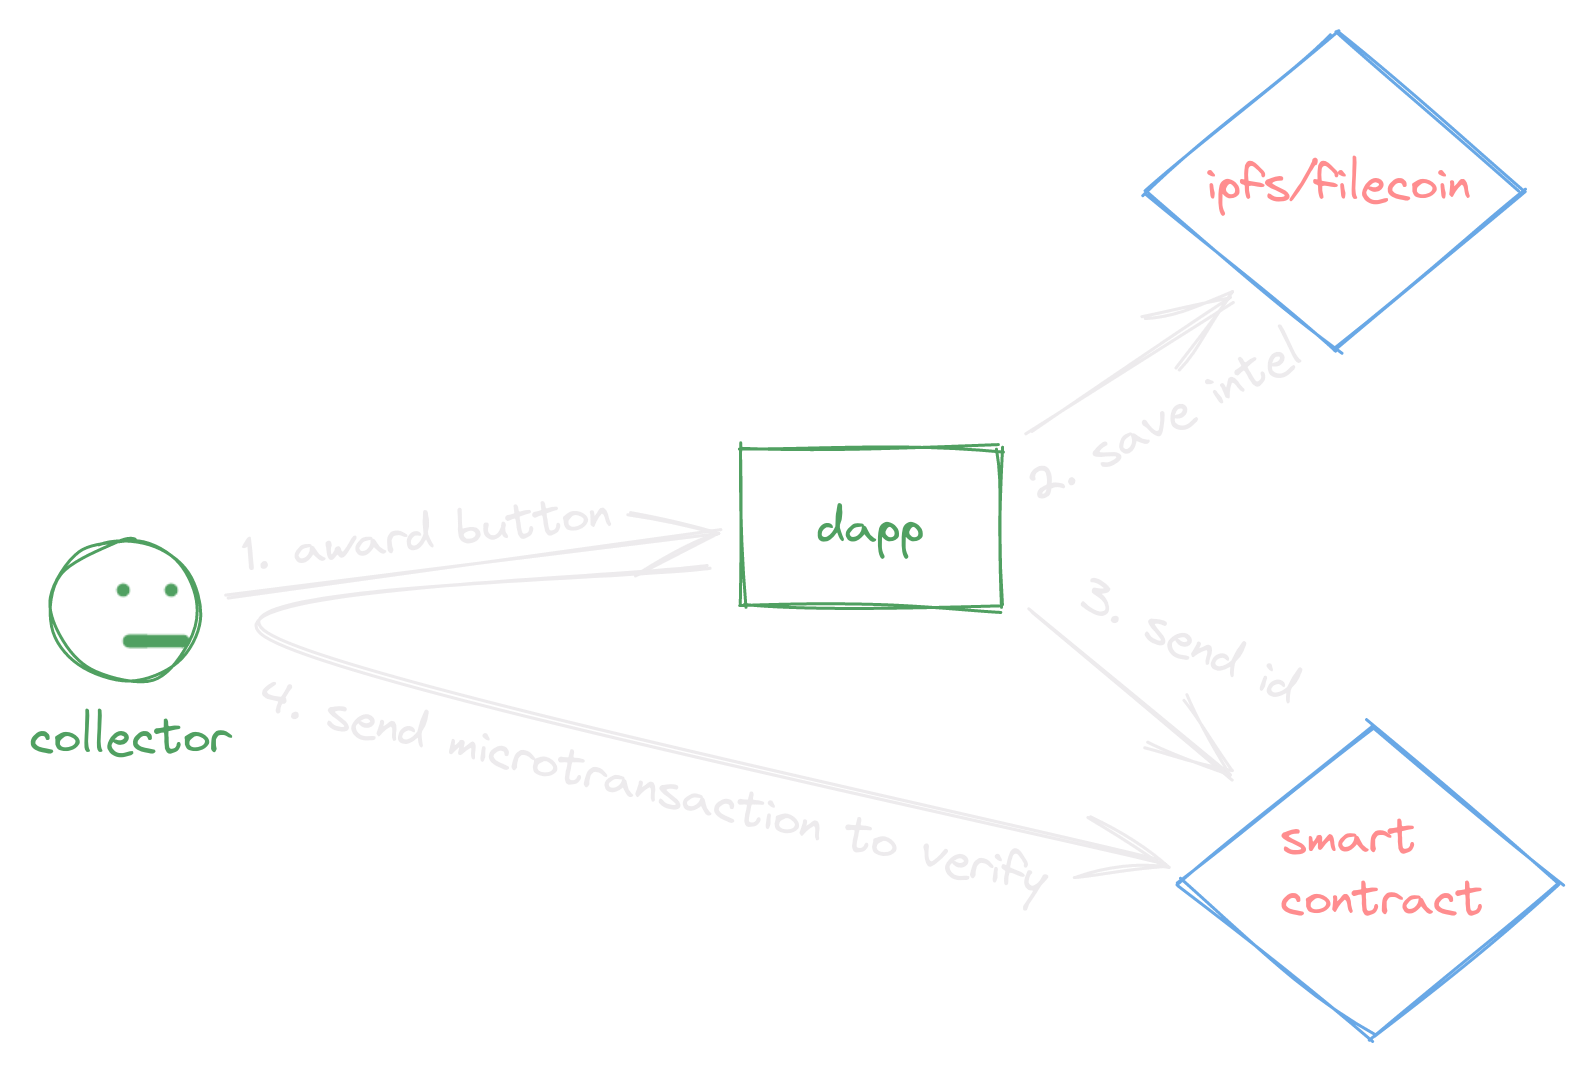 ipfs/filecoin
2. save intel
1. award button
dapp
3. send id
collector
4. send microtransaction to verify
smart
contract